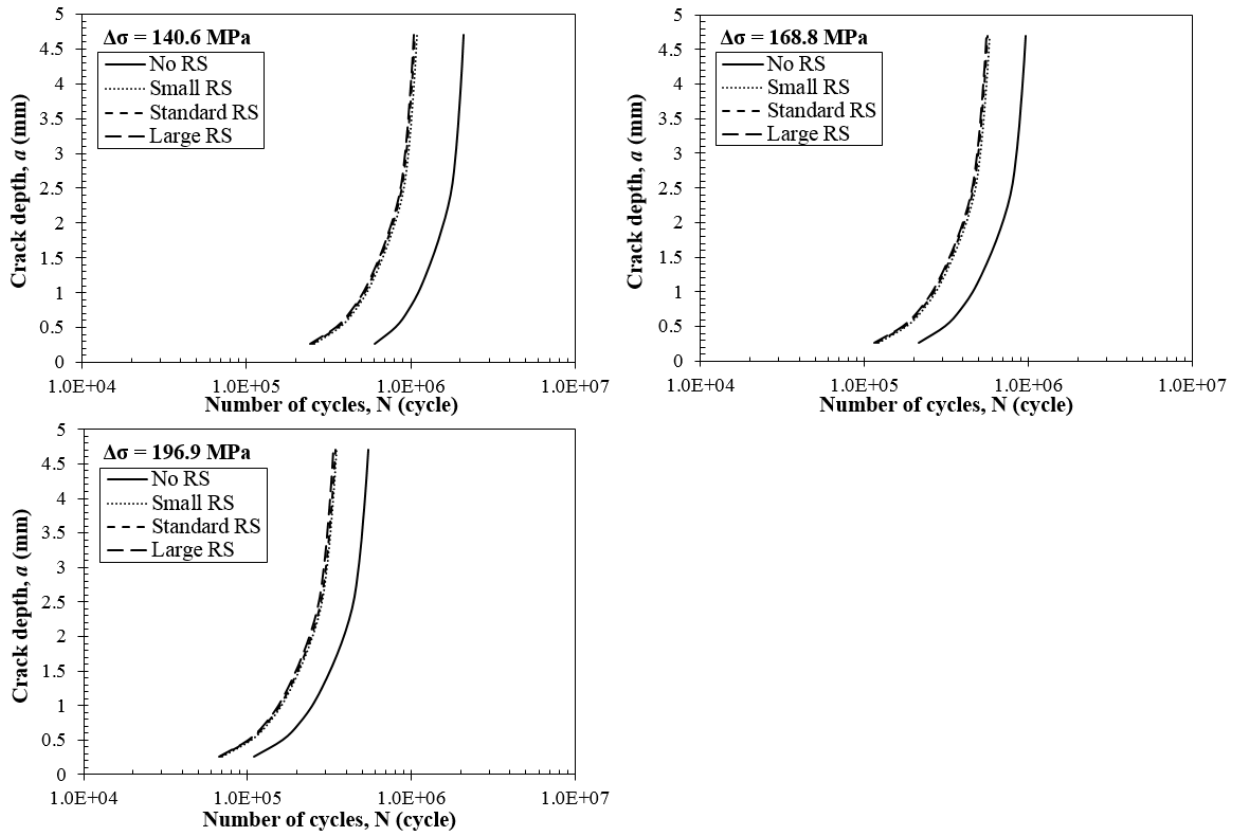 Δσ = 140.6 MPa
No RS
Small RS
Standard RS
Large RS
Crack depth, a (mm)
5
4.5
4
3.5
3
2.5
2
1.5
1
0.5
0
1.0E+04
1.0E+05
1.0E+06
1.0E+07
Number of cycles, N (cycle)
Δσ = 168.8 MPa
No RS
Small RS
Standard RS
Large RS
Crack depth, a (mm)
5
4.5
4
3.5
3
2.5
2
1.5
1
0.5
0
1.0E+04
1.0E+05
1.0E+06
1.0E+07
Number of cycles, N (cycle)
Δσ = 196.9 MPa
No RS
Small RS
Standard RS
Large RS
Crack depth, a (mm)
5
4.5
4
3.5
3
2.5
2
1.5
1
0.5
0
1.0E+04
1.0E+05
1.0E+06
1.0E+07
Number of cycles, N (cycle)